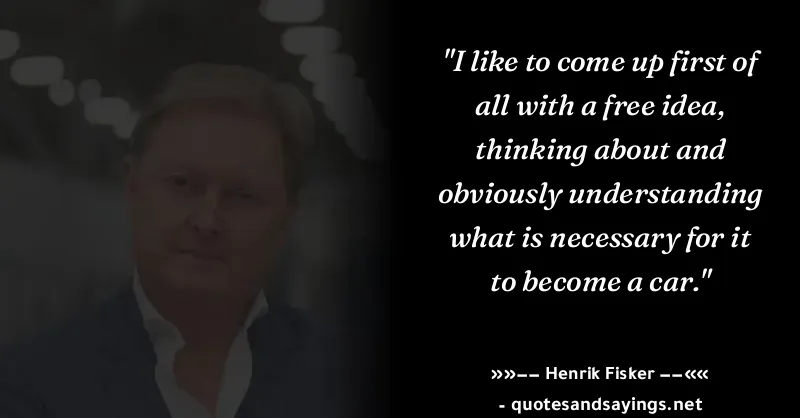 "I like to come up first of
all with a free idea,
thinking about and
obviously understanding
what is necessary for it
to become a car."
»»−− Henrik Fisker −−««
- quotesandsayings.net